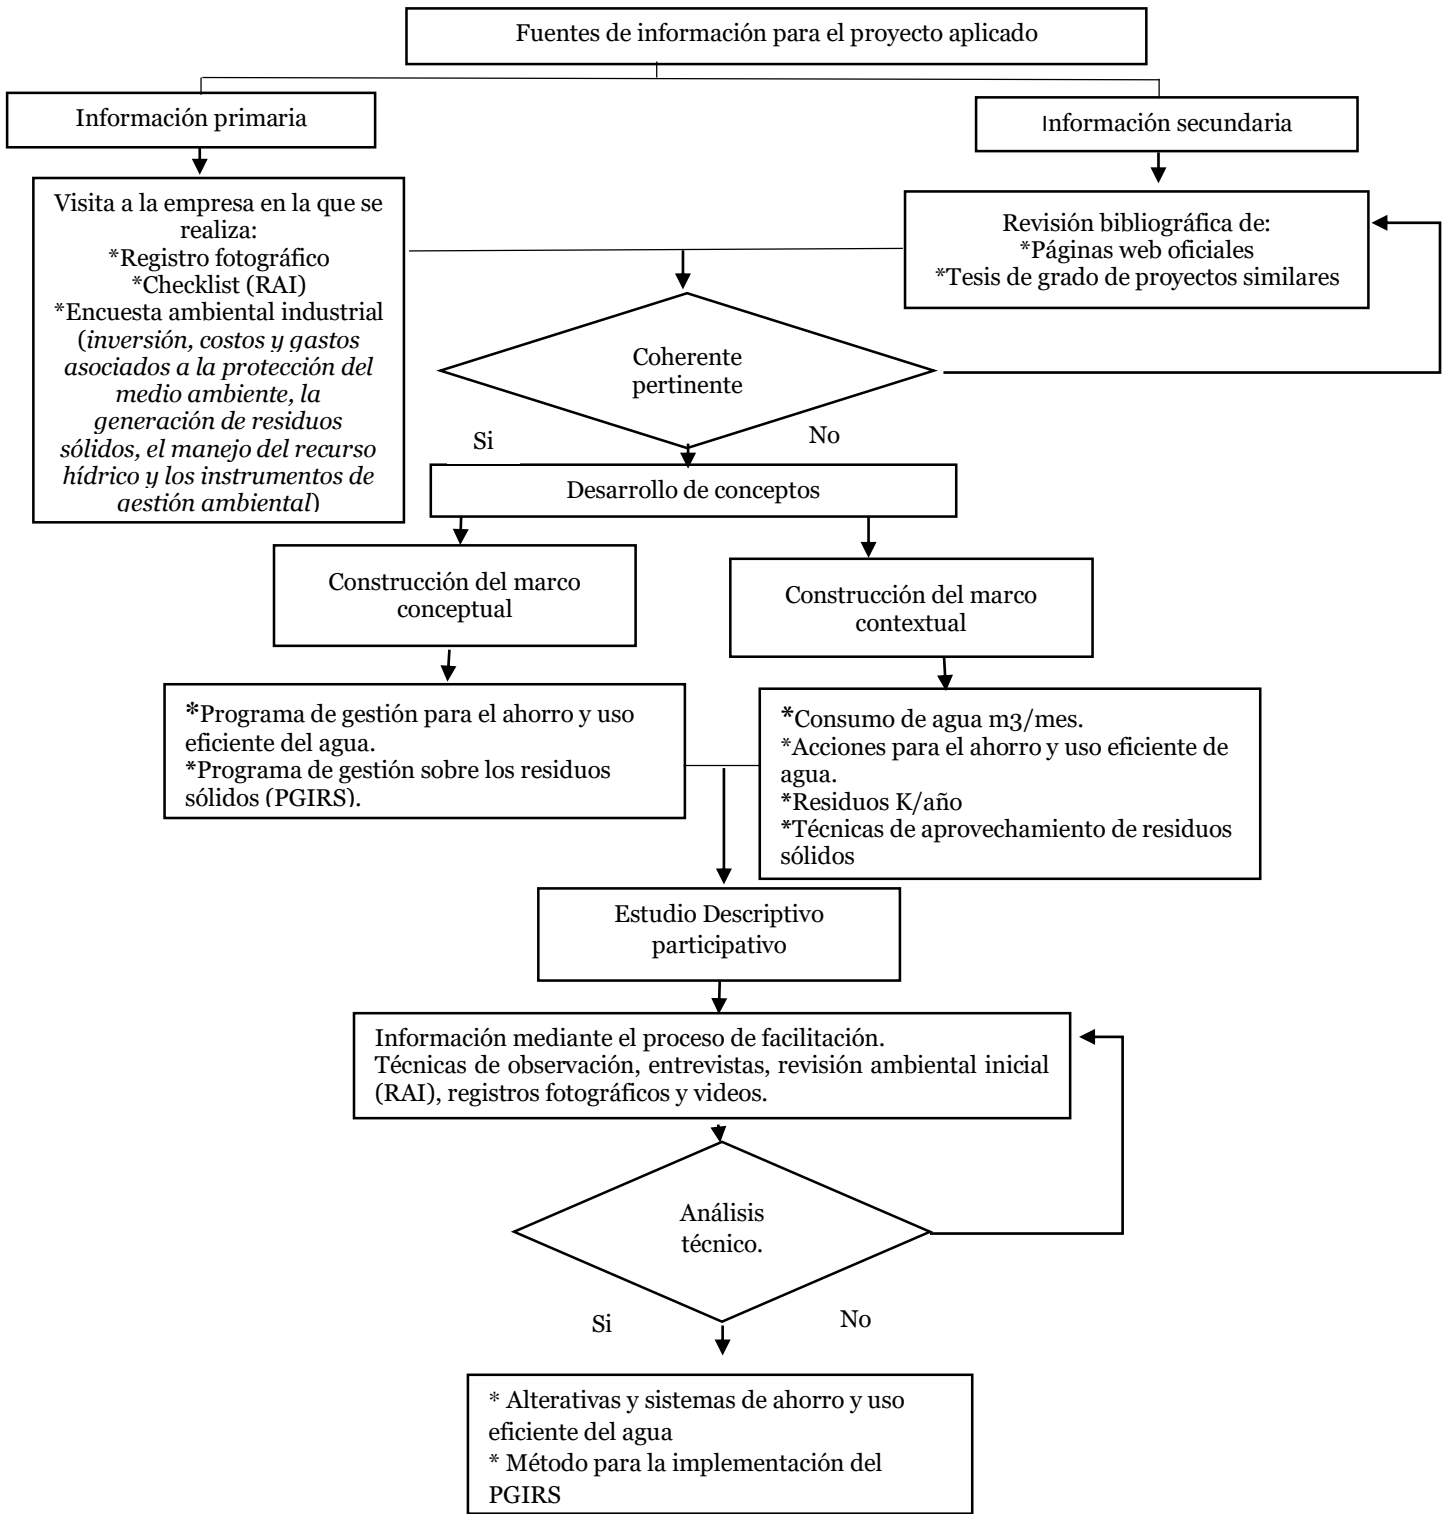 Fuentes de información para el proyecto aplicado
Información primaria
Información secundaria
Visita a la empresa en la que se
realiza:
*Registro fotográfico
*Checklist (RAI)
*Encuesta ambiental industrial
(inversión, costos y gastos
asociados a la protección del
medio ambiente, la
generación de residuos
sólidos, el manejo del recurso
hídrico y los instrumentos de
gestión ambiental)
Revisión bibliográfica de:
*Páginas web oficiales
*Tesis de grado de proyectos similares
Coherente
pertinente
Si
No
Desarrollo de conceptos
Construcción del marco
conceptual
Construcción del marco
contextual
*Programa de gestión para el ahorro y uso
eficiente del agua.
*Programa de gestión sobre los residuos
sólidos (PGIRS).
*Consumo de agua m3/mes.
*Acciones para el ahorro y uso eficiente de
agua.
*Residuos K/año
*Técnicas de aprovechamiento de residuos
sólidos
Estudio Descriptivo
participativo
Información mediante el proceso de facilitación.
Técnicas de observación, entrevistas, revisión ambiental inicial
(RAI), registros fotográficos y videos.
Análisis
técnico.
Si
No
* Alterativas y sistemas de ahorro y uso
eficiente del agua
* Método para la implementación del
PGIRS